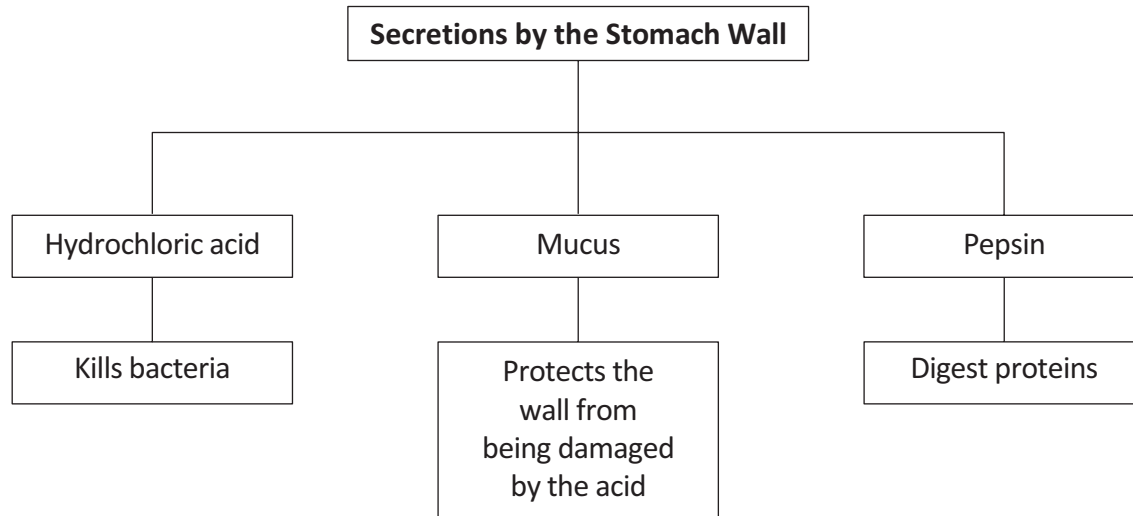 Secretions by the Stomach Wall
Hydrochloric acid
Mucus
Pepsin
Kills bacteria
Protects the
wall from
being damaged
by the acid
Digest proteins